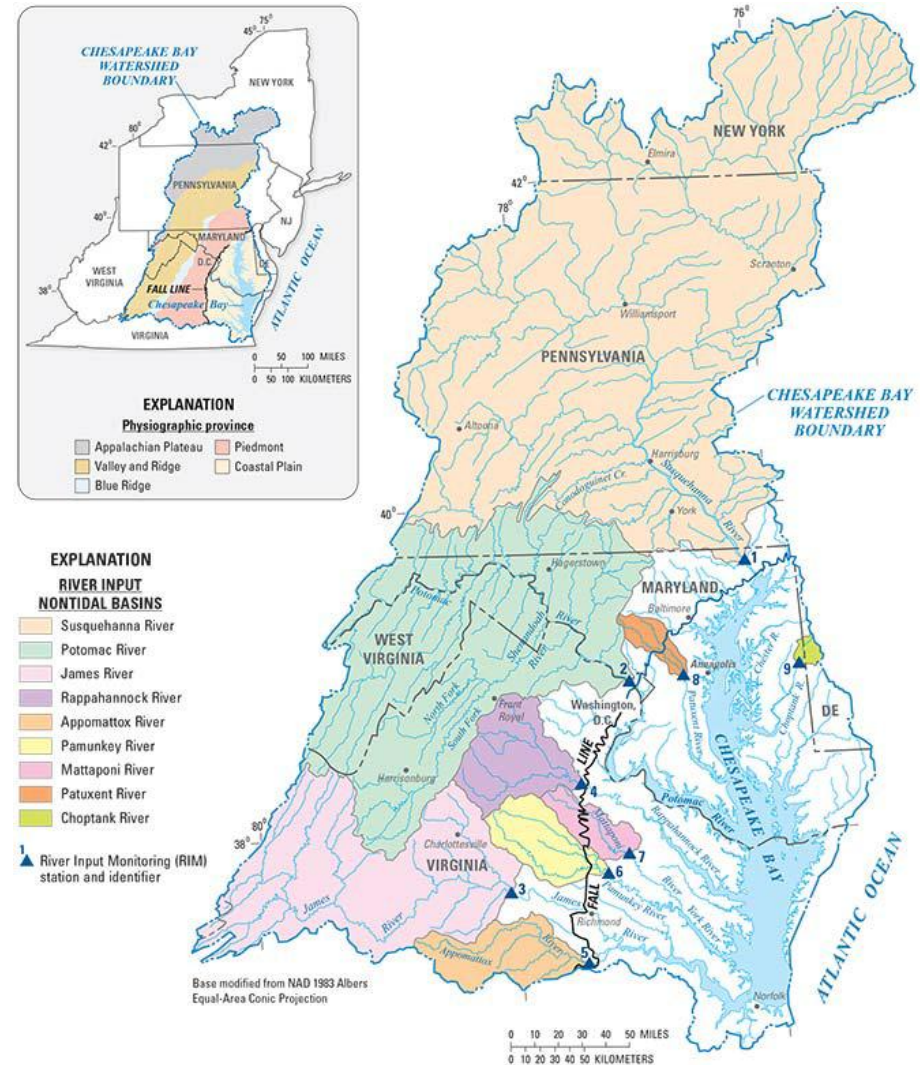 75°
45°
CHESAPEAKE BAY
WATERSHED
BOUNDARY
NEW YORK
80°
42°
PENNSYLVANIA
40°
NJ
MARYLAND
D.C.
DE
WEST
VIRGINIA
FALL LINE
38°
Chesapeake Bay
ATLANTIC OCEAN
VIRGINIA
0 50 100 MILES
0 50 100 KILOMETERS
EXPLANATION
Physiographic province
Appalachian Plateau
Piedmont
Valley and Ridge
Coastal Plain
Blue Ridge
76°
NEW YORK
Elmira
42°
78°
Scranton
Williamsport
PENNSYLVANIA
CHESAPEAKE BAY
WATERSHED
BOUNDARY
Altoona
Harrisburg
Susquehanna
River
Conodoguinet Cr.
York
40°
1
EXPLANATION
RIVER INPUT
NONTIDAL BASINS
Susquehanna River
Potomac River
James River
Rappahannock River
Appomattox River
Pamunkey River
Mattaponi River
Patuxent River
Choptank River
1
River Input Monitoring (RIM)
station and identifier
Hagerstown
MARYLAND
Baltimore
Potomac
WEST
VIRGINIA
Shenandoah
River
River
North Fork
South Fork
2
Annapolis
8
Chester R.
9
Choptank R.
DE
Patuxent River
Front
Royal
Washington,
D.C.
Harrisonburg
LINE
4
CHESAPEAKE
BAY
Potomac
River
Rappahannock River
80°
38°
Charlottesville
VIRGINIA
Mattaponi
7
6
FALL
Pamunkey River
York River
River
3
James
River
James
River
Richmond
Appomattox
River
5
Norfolk
ATLANTIC OCEAN
Base modified from NAD 1983 Albers
Equal-Area Conic Projection
0 10 20 30 40 50 MILES
0 10 20 30 40 50 KILOMETERS